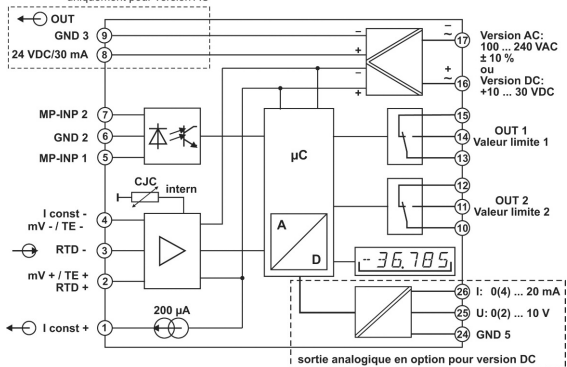 uniquement pour version AC
OUT
GND 3
9
24 VDC/30 mA
8
–
+
–
+
–
~
17
+
~
16
Version AC:
100 ... 240 VAC
± 10 %
ou
Version DC:
+10 ... 30 VDC
MP-INP 2
7
GND 2
6
MP-INP 1
5
µC
A
D
15
14
13
OUT 1
Valeur limite 1
12
11
10
OUT 2
Valeur limite 2
CJC
intern
I const -
mV - / TE -
4
RTD -
3
mV + / TE +
RTD +
2
I const +
1
200 µA
-36.785
26
I: 0(4) ... 20 mA
25
U: 0(2) ... 10 V
24
GND 5
sortie analogique en option pour version DC